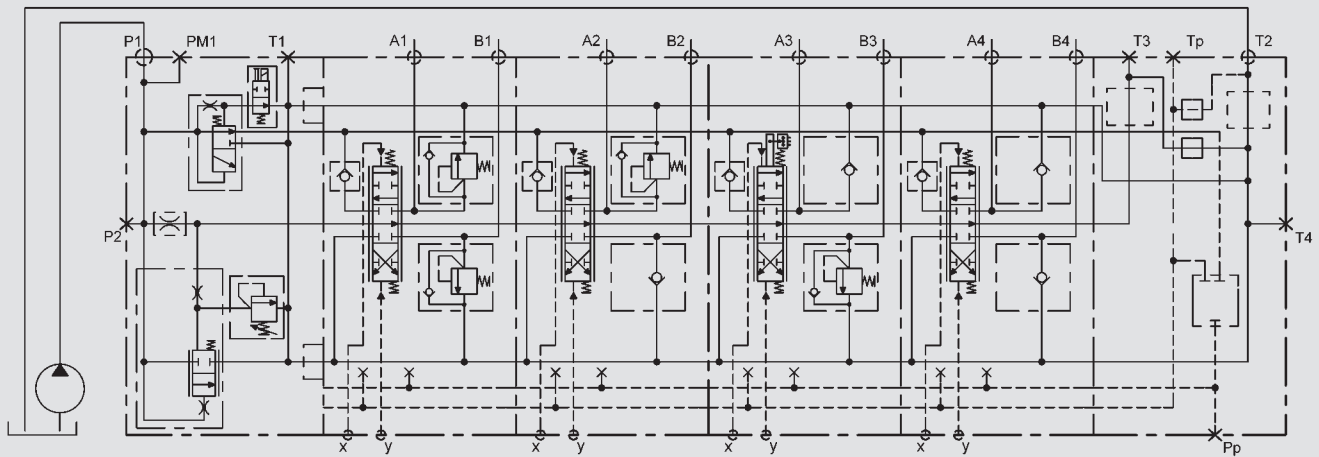 P1 PM1 T1 A1 B1 A2 B2 A3 B3 A4 B4 T3 Tp T2
P2 T4
x y x y x y x y Pp